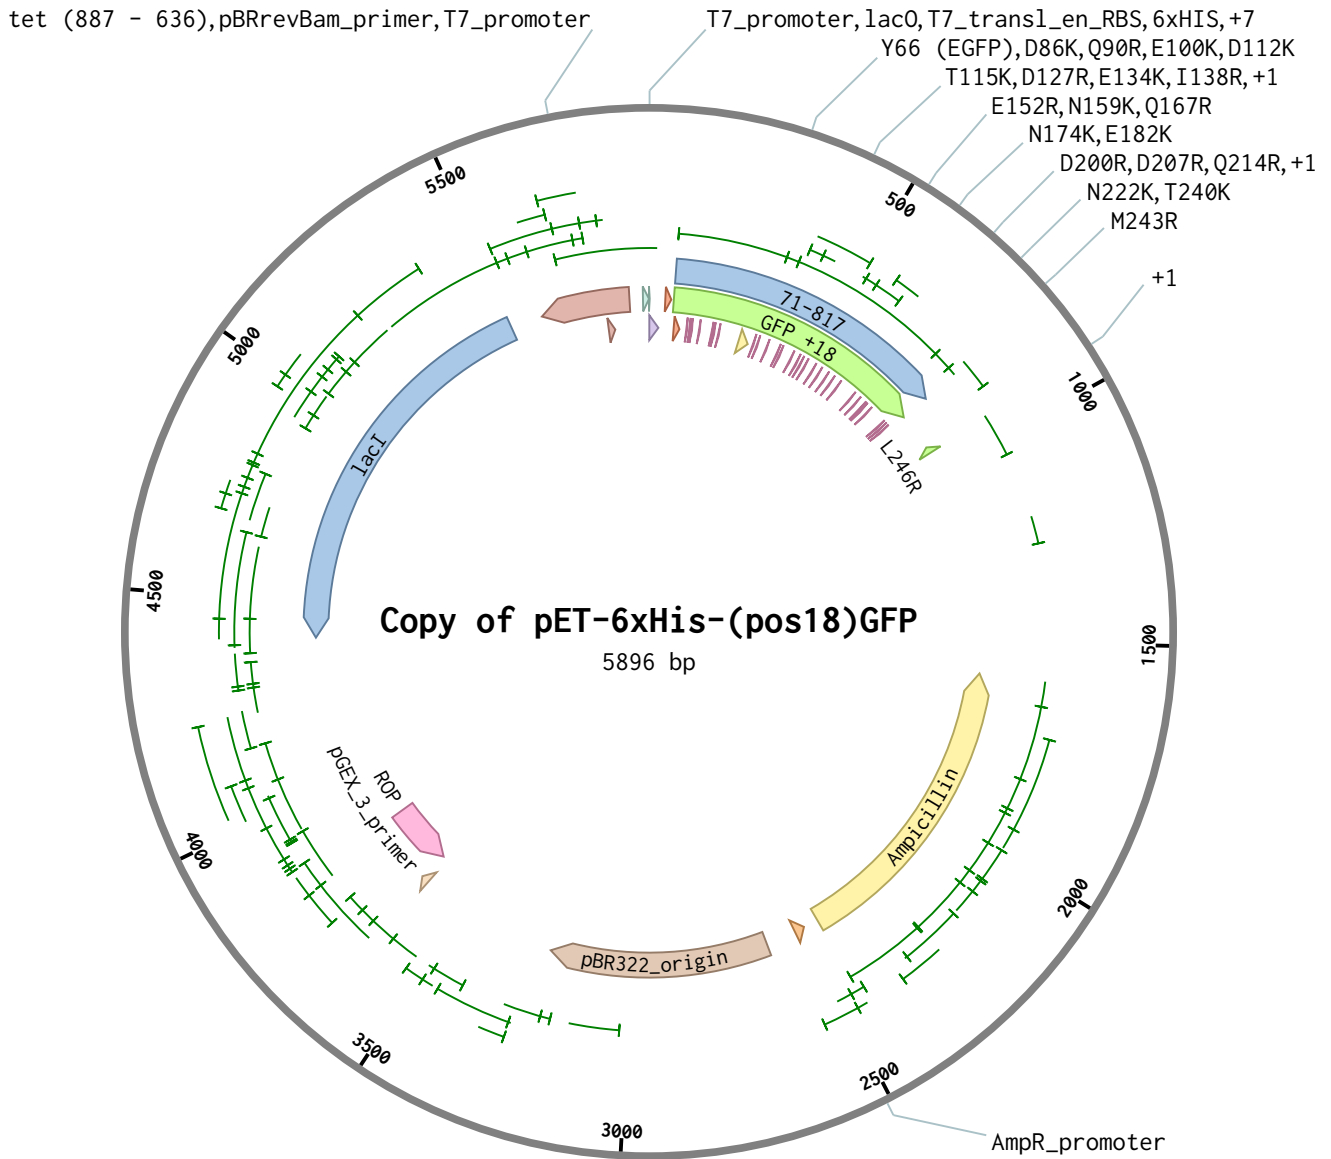 tet (887 - 636),pBRrevBam_primer,T7_promoter
T7_promoter,lacO,T7_transl_en_RBS,6xHIS,+7
Y66 (EGFP),D86K,Q90R,E100K,D112K
T115K,D127R,E134K,I138R,+1
E152R,N159K,Q167R
N174K,E182K
D200R,D207R,Q214R,+1
N222K,T240K
M243R
+1
5500
500
5000
1000
71-817
GFP +18
L246R
lacI
4500
1500
Copy of pET-6xHis-(pos18)GFP
5896 bp
ROP
pGEX_3_primer
Ampicillin
4000
2000
pBR322_origin
3500
2500
3000
AmpR_promoter